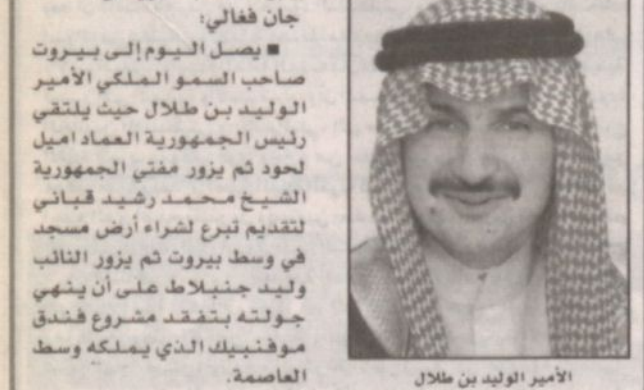 جان فغالي:
■ يصل اليوم إلى بيروت
صاحب السمو الملكي الأمير
الوليد بن طلال حيث يلتقي
رئيس الجمهورية العماد اميل
لحود ثم يزور مفتي الجمهورية
الشيخ محمد رشيد قباني
لتقديم تبرع لشراء أرض مسجد
في وسط بيروت ثم يزور النائب
وليد جنبلاط على أن ينهي
جولته بتفقد مشروع فندق
موفنبيك الذي يملكه وسط
العاصمة.
الأمير الوليد بن طلال